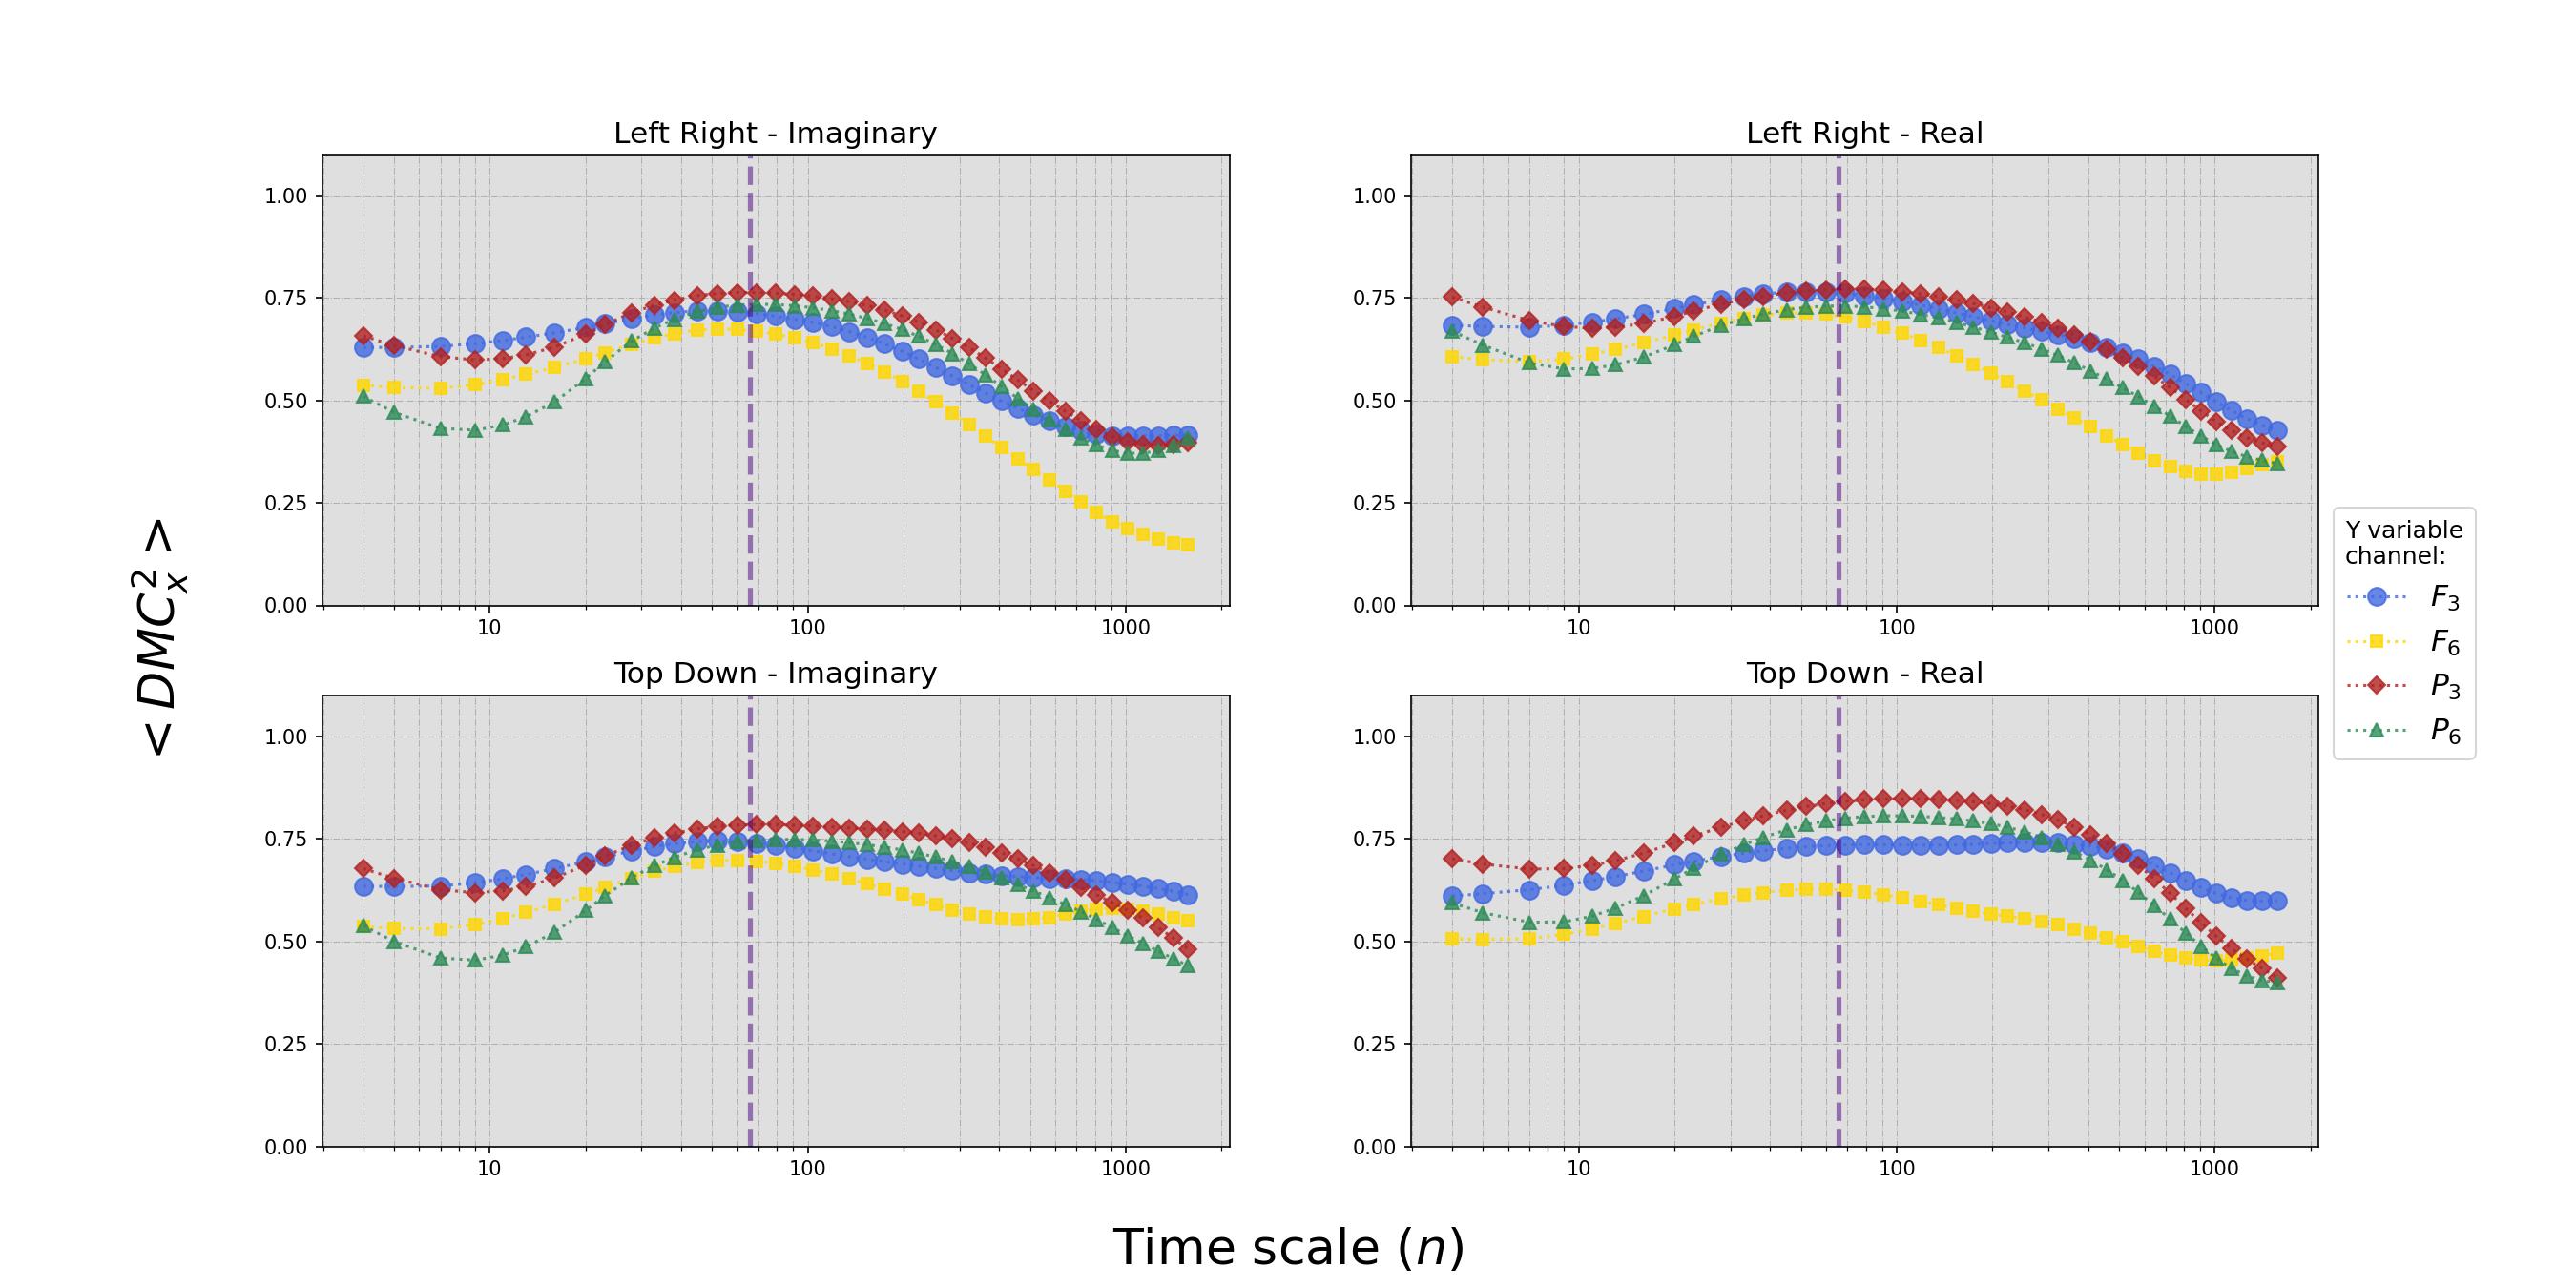 Left Right - Imaginary
1.00
0.75
0.50
0.25
0.00
10 100 1000
Left Right - Real
1.00
0.75
0.50
0.25
0.00
10 100 1000
Top Down - Imaginary
1.00
0.75
0.50
0.25
0.00
10 100 1000
Top Down - Real
1.00
0.75
0.50
0.25
0.00
10 100 1000
< DMC²ₓ >
Time scale (n)
Y variable
channel:
F₃
F₆
P₃
P₆